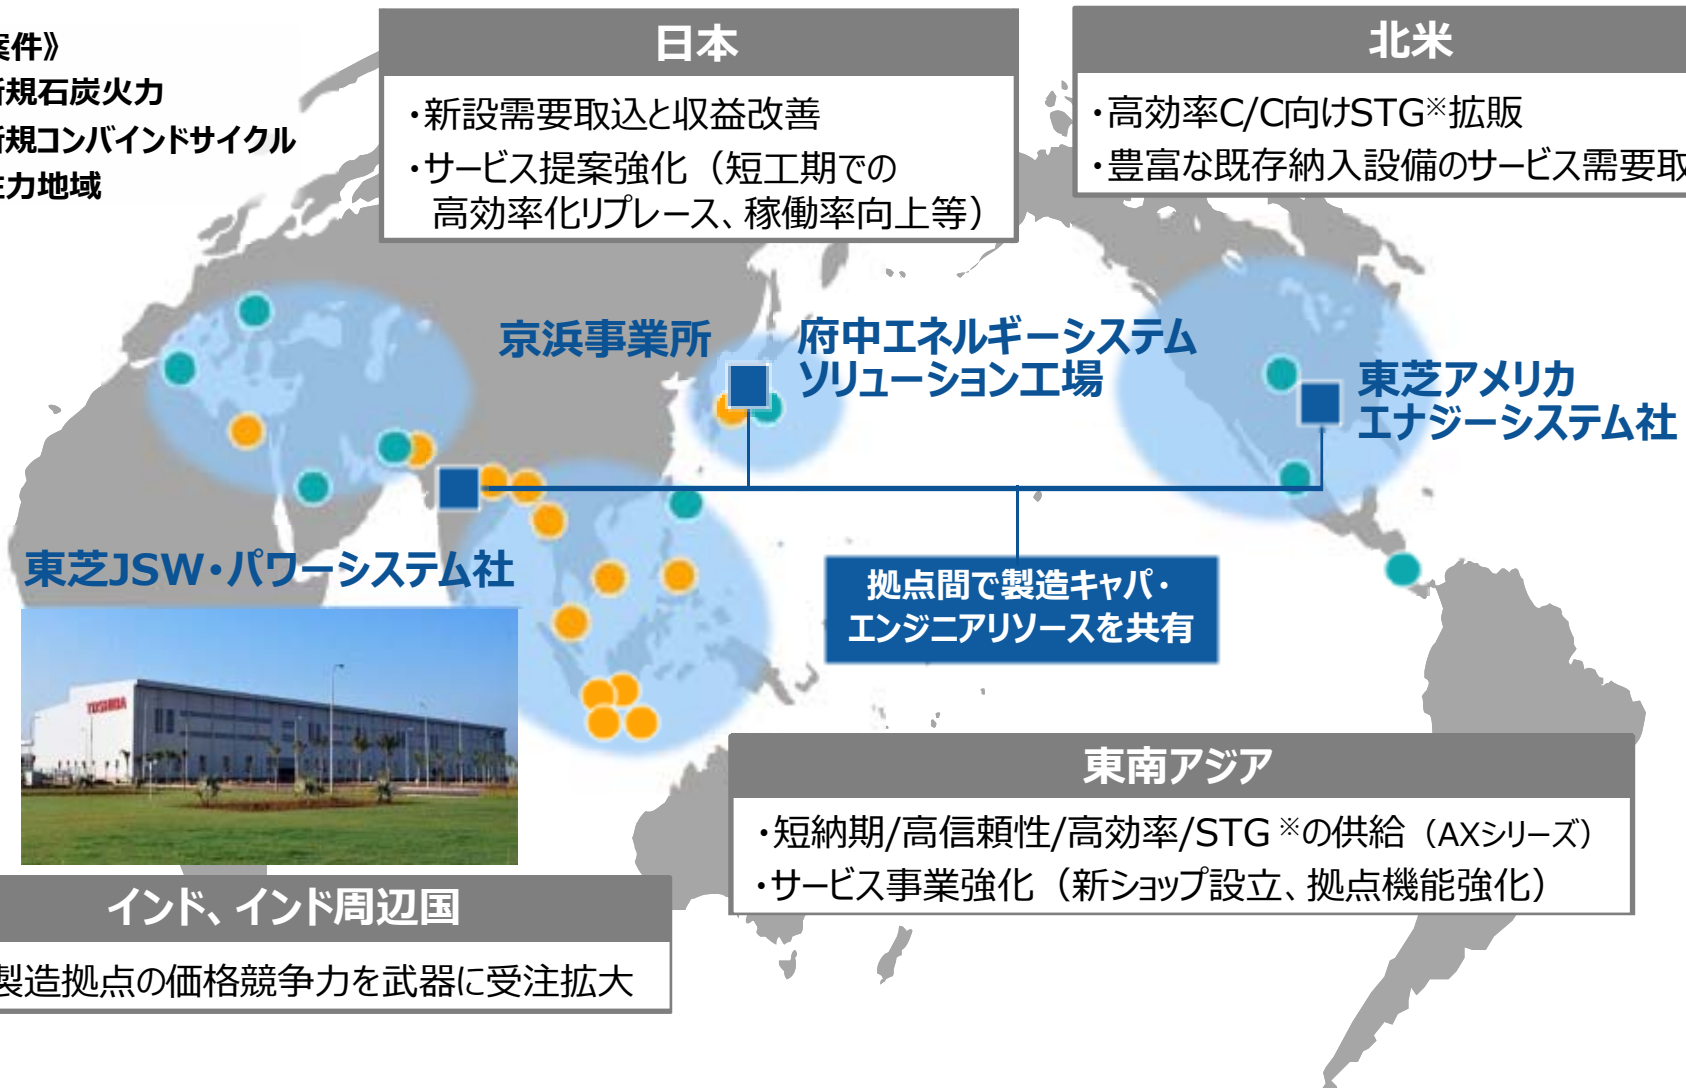 案件》
新規石炭火力
新規コンバインドサイクル
注力地域
日本
・新設需要取込と収益改善
・サービス提案強化（短工期での
高効率化リプレース、稼働率向上等）
北米
・高効率C/C向けSTG※拡販
・豊富な既存納入設備のサービス需要取
京浜事業所
府中エネルギーシステム
ソリューション工場
東芝アメリカ
エナジーシステム社
東芝JSW・パワーシステム社
拠点間で製造キャパ・
エンジニアリソースを共有
TOSHIBA
東南アジア
・短納期/高信頼性/高効率/STG※の供給（AXシリーズ）
・サービス事業強化（新ショップ設立、拠点機能強化）
インド、インド周辺国
製造拠点の価格競争力を武器に受注拡大